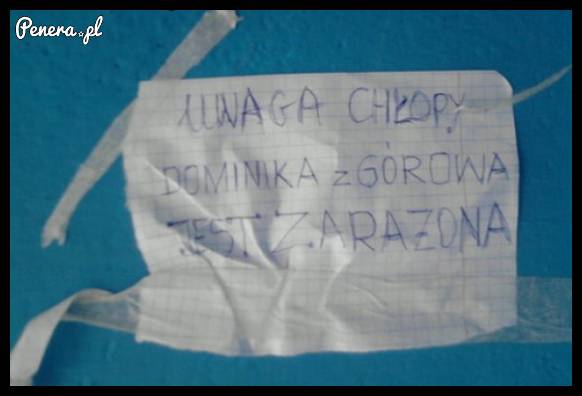 Penera.pl
UWAGA CHŁOPY
DOMINIKA z GÓROWA
JEST ZARAZONA